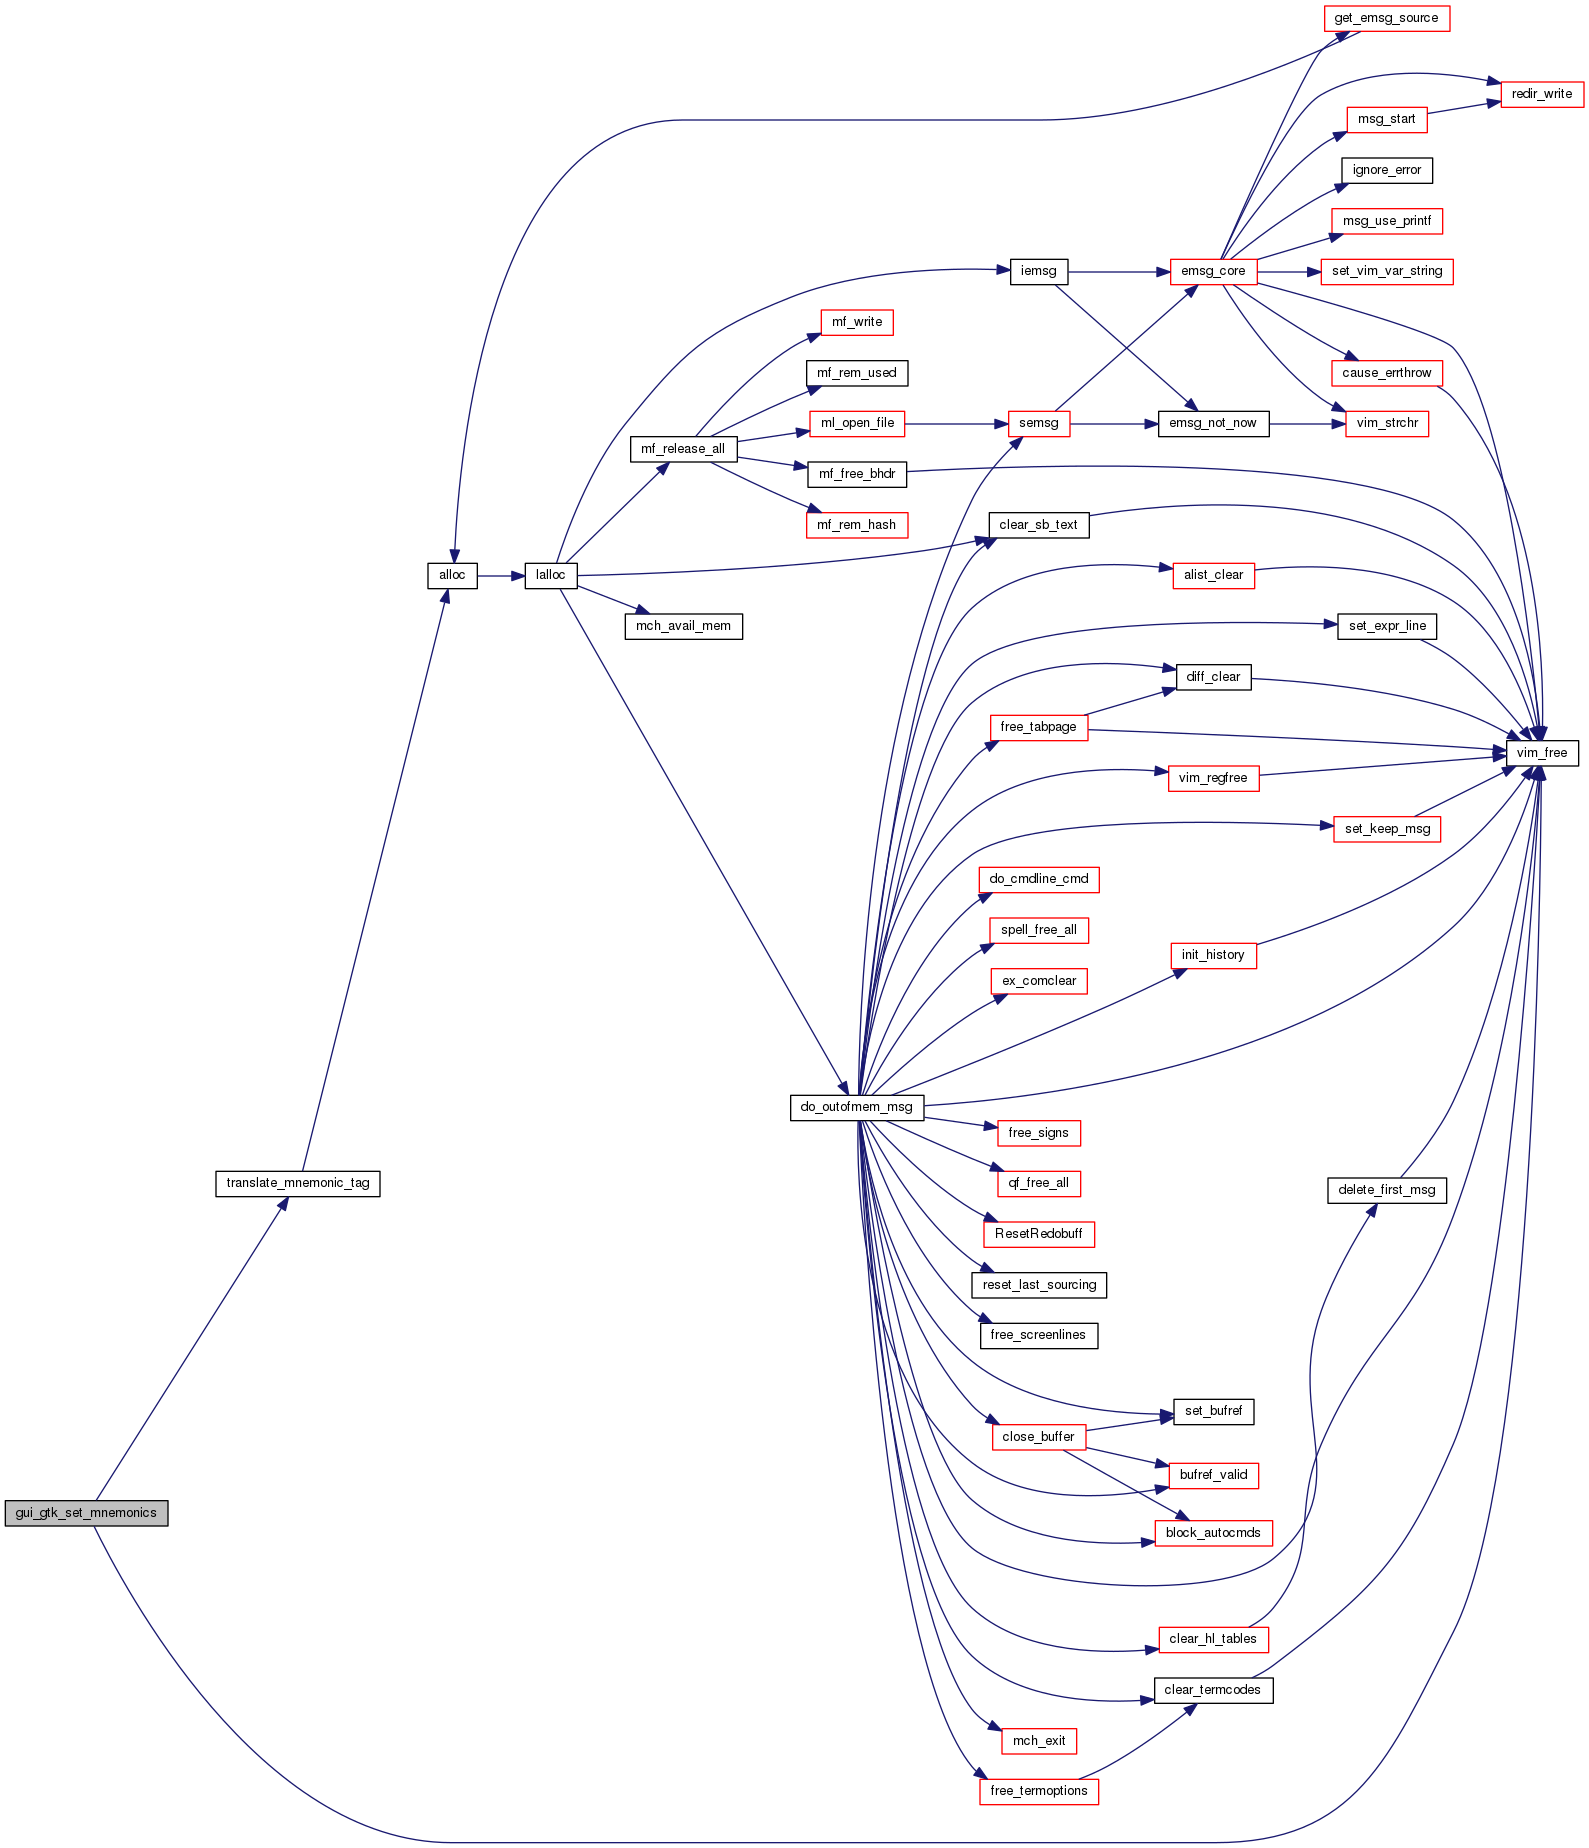 get_emsg_source
redir_write
msg_start
ignore_error
msg_use_printf
iemsg
emsg_core
set_vim_var_string
mf_write
mf_rem_used
cause_errthrow
ml_open_file
semsg
emsg_not_now
vim_strchr
mf_release_all
mf_free_bhdr
mf_rem_hash
clear_sb_text
alloc
lalloc
alist_clear
mch_avail_mem
set_expr_line
diff_clear
free_tabpage
vim_free
vim_regfree
set_keep_msg
do_cmdline_cmd
spell_free_all
init_history
ex_comclear
do_outofmem_msg
free_signs
translate_mnemonic_tag
qf_free_all
delete_first_msg
ResetRedobuff
reset_last_sourcing
free_screenlines
set_bufref
close_buffer
bufref_valid
gui_gtk_set_mnemonics
block_autocmds
clear_hl_tables
clear_termcodes
mch_exit
free_termoptions